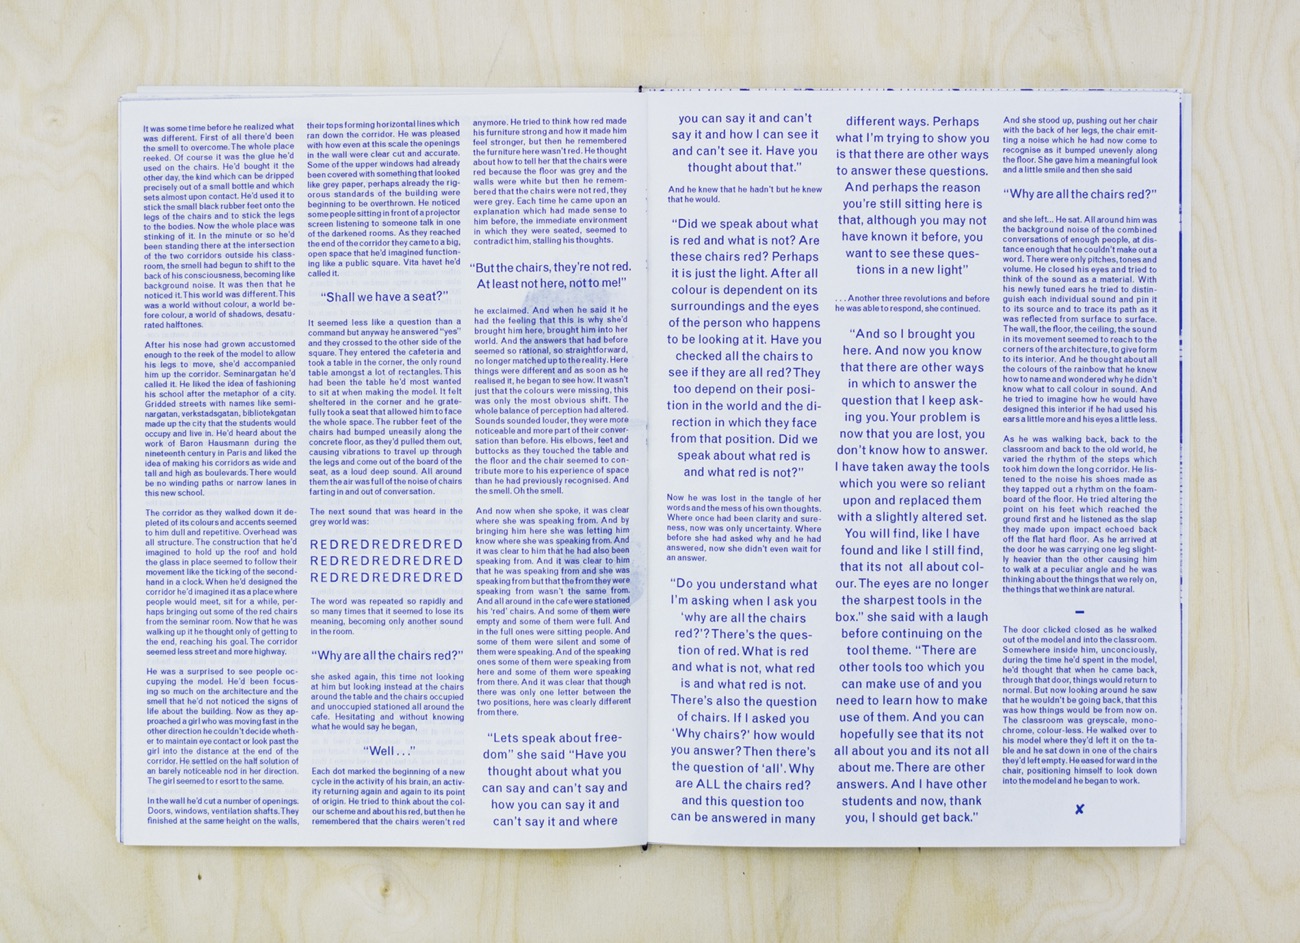 It was some time before he realized what
was different. First of all there'd been
the smell to overcome. The whole place
reeked. Of course it was the glue he'd
used on the chairs. He'd bought it the
other day, the kind which can be dripped
precisely out of a small bottle and which
sets almost upon contact. He'd used it to
stick the small black rubber feet onto the
legs of the chairs and to stick the legs
to the bodies. Now the whole place was
stinking of it. In the minute or so he'd
been standing there at the intersection
of the two corridors outside his class-
room, the smell had begun to shift to the
back of his consciousness, becoming like
background noise. It was then that he
noticed it. This world was different. This
was a world without colour, a world be-
fore colour, a world of shadows, desatu-
rated halftones.
After his nose had grown accustomed
enough to the reek of the model to allow
his legs to move, she'd accompanied
him up the corridor. Seminargatan he'd
called it. He liked the idea of fashioning
his school after the metaphor of a city.
Gridded streets with names like semi-
nargatan, verkstadsgatan, bibliotekgatan
made up the city that the students would
occupy and live in. He'd heard about the
work of Baron Hausmann during the
nineteenth century in Paris and liked the
idea of making his corridors as wide and
tall and high as boulevards. There would
be no winding paths or narrow lanes in
this new school.
The corridor as they walked down it de-
pleted of its colours and accents seemed
to him dull and repetitive. Overhead was
all structure. The construction that he'd
imagined to hold up the roof and hold
the glass in place seemed to follow their
movement like the ticking of the second-
hand in a clock. When he'd designed the
corridor he'd imagined it as a place where
people would meet, sit for a while, per-
haps bringing out some of the red chairs
from the seminar room. Now that he was
walking up it he thought only of getting to
the end, reaching his goal. The corridor
seemed less street and more highway.
He was a surprised to see people oc-
cupying the model. He'd been focus-
ing so much on the architecture and the
smell that he'd not noticed the signs of
life about the building. Now as they ap-
proached a girl who was moving fast in the
other direction he couldn't decide wheth-
er to maintain eye contact or look past the
girl into the distance at the end of the
corridor. He settled on the half solution of
an barely noticeable nod in her direction.
The girl seemed to resort to the same.
In the wall he'd cut a number of openings.
Doors, windows, ventilation shafts. They
finished at the same height on the walls,
their tops forming horizontal lines which
ran down the corridor. He was pleased
with how even at this scale the openings
in the wall were clear cut and accurate.
Some of the upper windows had already
been covered with something that looked
like grey paper, perhaps already the rig-
orous standards of the building were
beginning to be overthrown. He noticed
some people sitting in front of a projector
screen listening to someone talk in one
of the darkened rooms. As they reached
the end of the corridor they came to a big,
open space that he'd imagined function-
ing like a public square. Vita havet he'd
called it.
“Shall we have a seat?”
It seemed less like a question than a
command but anyway he answered “yes”
and they crossed to the other side of the
square. They entered the cafeteria and
took a table in the corner, the only round
table amongst a lot of rectangles. This
had been the table he'd most wanted
to sit at when making the model. It felt
sheltered in the corner and he grate-
fully took a seat that allowed him to face
the whole space. The rubber feet of the
chairs had bumped uneasily along the
concrete floor, as they'd pulled them out,
causing vibrations to travel up through
the legs and come out of the board of the
seat, as a loud deep sound. All around
them the air was full of the noise of chairs
farting in and out of conversation.
The next sound that was heard in the
grey world was:
REDREDREDREDRED
REDREDREDREDRED
REDREDREDREDRED
The word was repeated so rapidly and
so many times that it seemed to lose its
meaning, becoming only another sound
in the room.
“Why are all the chairs red?”
she asked again, this time not looking
at him but looking instead at the chairs
around the table and the chairs occupied
and unoccupied stationed all around the
cafe. Hesitating and without knowing
what he would say he began,
“Well . . .”
Each dot marked the beginning of a new
cycle in the activity of his brain, an activ-
ity returning again and again to its point
of origin. He tried to think about the col-
our scheme and about his red, but then he
remembered that the chairs weren't red
anymore. He tried to think how red made
his furniture strong and how it made him
feel stronger, but then he remembered
the furniture here wasn't red. He thought
about how to tell her that the chairs were
red because the floor was grey and the
walls were white but then he remem-
bered that the chairs were not red, they
were grey. Each time he came upon an
explanation which had made sense to
him before, the immediate environment
in which they were seated, seemed to
contradict him, stalling his thoughts.
“But the chairs, they're not red.
At least not here, not to me!”
he exclaimed. And when he said it he
had the feeling that this is why she'd
brought him here, brought him into her
world. And the answers that had before
seemed so rational, so straightforward,
no longer matched up to the reality. Here
things were different and as soon as he
realised it, he began to see how. It wasn't
just that the colours were missing, this
was only the most obvious shift. The
whole balance of perception had altered.
Sounds sounded louder, they were more
noticeable and more part of their conver-
sation than before. His elbows, feet and
buttocks as they touched the table and
the floor and the chair seemed to con-
tribute more to his experience of space
than he had previously recognised. And
the smell. Oh the smell.
And now when she spoke, it was clear
where she was speaking from. And by
bringing him here she was letting him
know where she was speaking from. And
it was clear to him that he had also been
speaking from. And it was clear to him
that he was speaking from and she was
speaking from but that the from they were
speaking from wasn't the same from.
And all around in the cafe were stationed
his 'red' chairs. And some of them were
empty and some of them were full. And
in the full ones were sitting people. And
some of them were silent and some of
them were speaking. And of the speaking
ones some of them were speaking from
here and some of them were speaking
from there. And it was clear that though
there was only one letter between the
two positions, here was clearly different
from there.
“Lets speak about free-
dom” she said “Have you
thought about what you
can say and can't say and
how you can say it and
can't say it and where
you can say it and can't
say it and how I can see it
and can't see it. Have you
thought about that.”
And he knew that he hadn't but he knew
that he would.
“Did we speak about what
is red and what is not? Are
these chairs red? Perhaps
it is just the light. After all
colour is dependent on its
surroundings and the eyes
of the person who happens
to be looking at it. Have you
checked all the chairs to
see if they are all red? They
too depend on their posi-
tion in the world and the di-
rection in which they face
from that position. Did we
speak about what red is
and what red is not?”
Now he was lost in the tangle of her
words and the mess of his own thoughts.
Where once had been clarity and sure-
ness, now was only uncertainty. Where
before she had asked why and he had
answered, now she didn't even wait for
an answer.
“Do you understand what
I'm asking when I ask you
'why are all the chairs
red?'? There's the ques-
tion of red. What is red
and what is not, what red
is and what red is not.
There's also the question
of chairs. If I asked you
'Why chairs?' how would
you answer? Then there's
the question of 'all'. Why
are ALL the chairs red?
and this question too
can be answered in many
different ways. Perhaps
what I'm trying to show you
is that there are other ways
to answer these questions.
And perhaps the reason
you're still sitting here is
that, although you may not
have known it before, you
want to see these ques-
tions in a new light”
. . . Another three revolutions and before
he was able to respond, she continued.
“And so I brought you
here. And now you know
that there are other ways
in which to answer the
question that I keep ask-
ing you. Your problem is
now that you are lost, you
don't know how to answer.
I have taken away the tools
which you were so reliant
upon and replaced them
with a slightly altered set.
You will find, like I have
found and like I still find,
that its not all about col-
our. The eyes are no longer
the sharpest tools in the
box.” she said with a laugh
before continuing on the
tool theme. “There are
other tools too which you
can make use of and you
need to learn how to make
use of them. And you can
hopefully see that its not
all about you and its not all
about me. There are other
answers. And I have other
students and now, thank
you, I should get back.”
And she stood up, pushing out her chair
with the back of her legs, the chair emit-
ting a noise which he had now come to
recognise as it bumped unevenly along
the floor. She gave him a meaningful look
and a little smile and then she said
“Why are all the chairs red?”
and she left... He sat. All around him was
the background noise of the combined
conversations of enough people, at dis-
tance enough that he couldn't make out a
word. There were only pitches, tones and
volume. He closed his eyes and tried to
think of the sound as a material. With
his newly tuned ears he tried to distin-
guish each individual sound and pin it
to its source and to trace its path as it
was reflected from surface to surface.
The wall, the floor, the ceiling, the sound
in its movement seemed to reach to the
corners of the architecture, to give form
to its interior. And he thought about all
the colours of the rainbow that he knew
how to name and wondered why he didn't
know what to call colour in sound. And
he tried to imagine how he would have
designed this interior if he had used his
ears a little more and his eyes a little less.
As he was walking back, back to the
classroom and back to the old world, he
varied the rhythm of the steps which
took him down the long corridor. He lis-
tened to the noise his shoes made as
they tapped out a rhythm on the foam-
board of the floor. He tried altering the
point on his feet which reached the
ground first and he listened as the slap
they made upon impact echoed back
off the flat hard floor. As he arrived at
the door he was carrying one leg slight-
ly heavier than the other causing him
to walk at a peculiar angle and he was
thinking about the things that we rely on,
the things that we think are natural.
–
The door clicked closed as he walked
out of the model and into the classroom.
Somewhere inside him, unconciously,
during the time he'd spent in the model,
he'd thought that when he came back,
through that door, things would return to
normal. But now looking around he saw
that he wouldn't be going back, that this
was how things would be from now on.
The classroom was greyscale, mono-
chrome, colour-less. He walked over to
his model where they'd left it on the ta-
ble and he sat down in one of the chairs
they'd left empty. He eased forward in the
chair, positioning himself to look down
into the model and he began to work.
✘